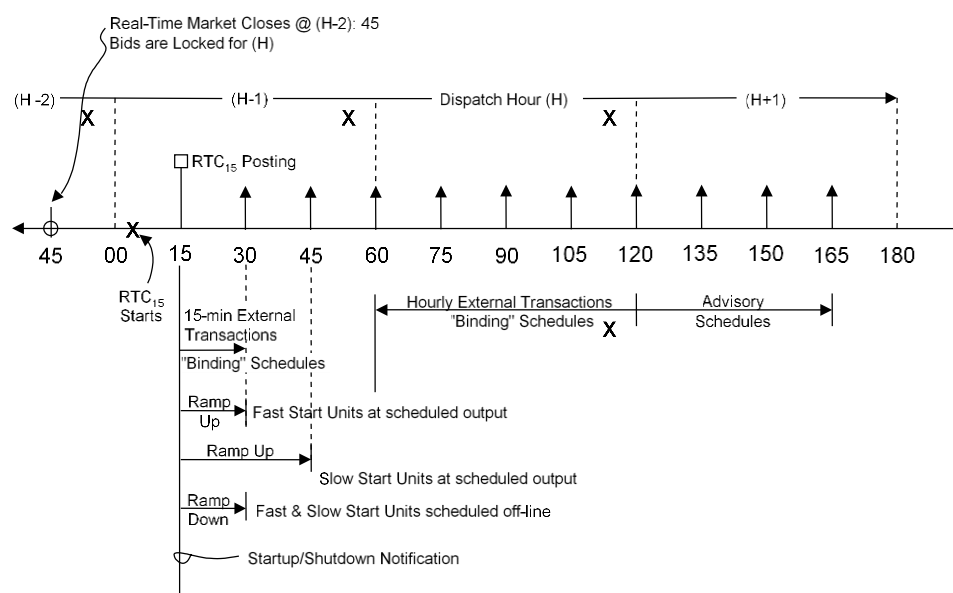 Real-Time Market Closes @ (H-2): 45
Bids are Locked for (H)
(H -2)
(H-1)
Dispatch Hour (H)
(H+1)
X
X
X
RTC15 Posting
X
45
00
15
30
45
60
75
90
105
120
135
150
165
180
RTC15
Starts
15-min External
Transactions
"Binding" Schedules
Hourly External Transactions
"Binding" Schedules
X
Advisory
Schedules
Ramp
Up
Fast Start Units at scheduled output
Ramp Up
Slow Start Units at scheduled output
Ramp
Down
Fast & Slow Start Units scheduled off-line
Startup/Shutdown Notification